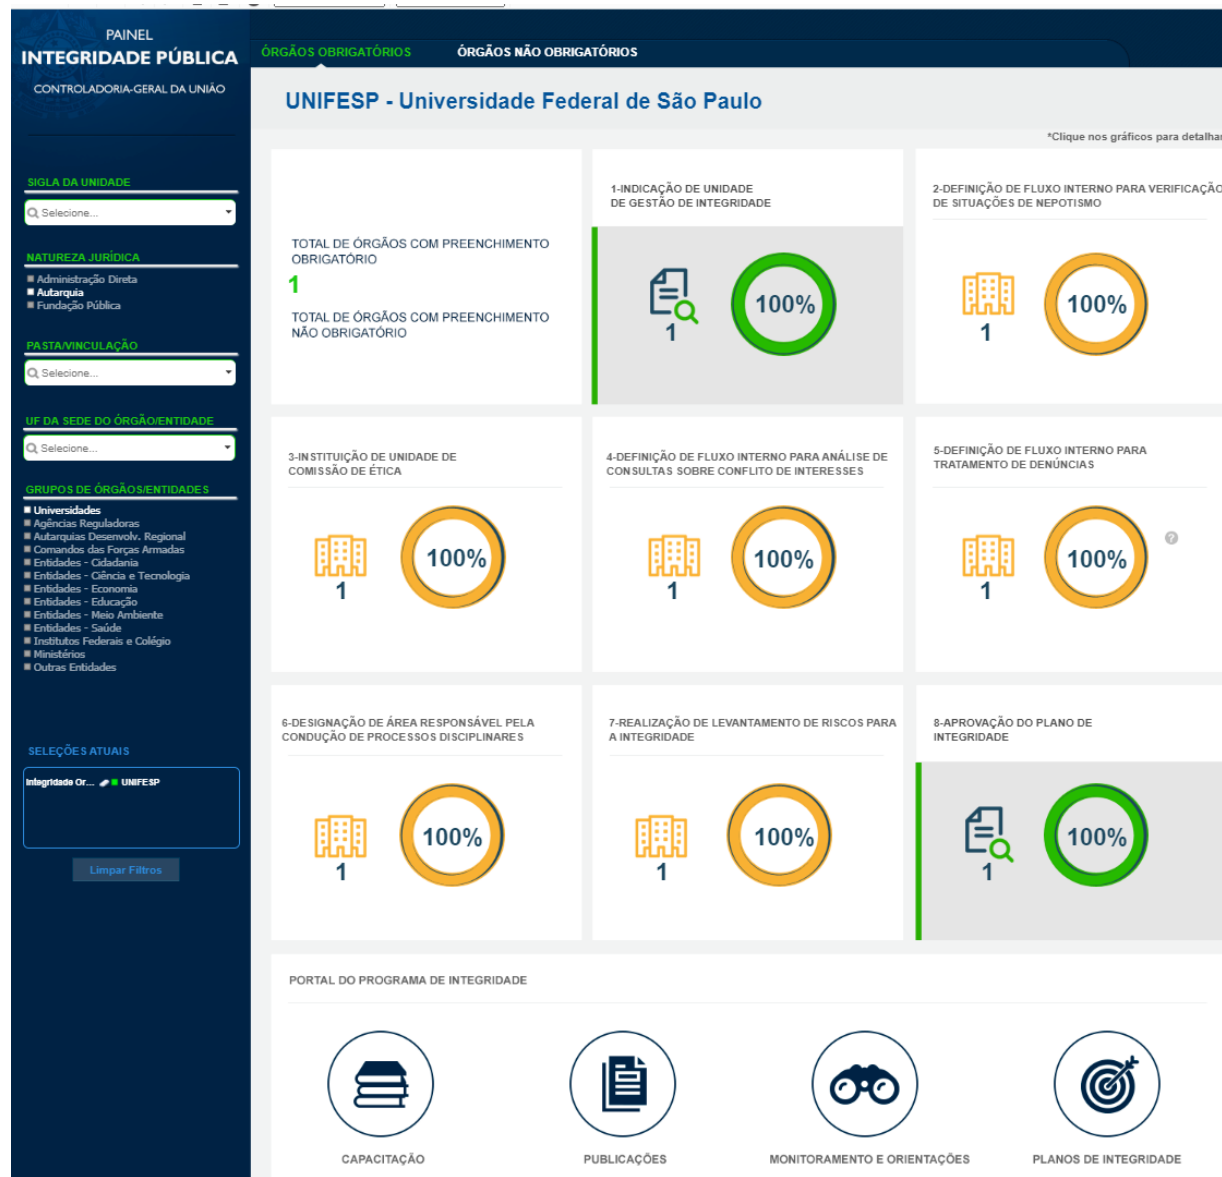 PAINEL
INTEGRIDADE PÚBLICA
CONTROLADORIA-GERAL DA UNIÃO
ÓRGÃOS OBRIGATÓRIOS
ÓRGÃOS NÃO OBRIGATÓRIOS
UNIFESP - Universidade Federal de São Paulo
*Clique nos gráficos para detalhar
SIGLA DA UNIDADE
Selecione...
NATUREZA JURÍDICA
Administração Direta
Autarquia
Fundação Pública
PASTA/VINCULAÇÃO
Selecione...
UF DA SEDE DO ÓRGÃO/ENTIDADE
Selecione...
GRUPOS DE ÓRGÃOS/ENTIDADES
Universidades
Agências Reguladoras
Autarquias Desenvolv. Regional
Comandos das Forças Armadas
Entidades - Cidadania
Entidades - Ciência e Tecnologia
Entidades - Economia
Entidades - Educação
Entidades - Meio Ambiente
Entidades - Saúde
Institutos Federais e Colégio
Ministérios
Outras Entidades
SELEÇÕES ATUAIS
Integridade Or... UNIFESP
Limpar Filtros
TOTAL DE ÓRGÃOS COM PREENCHIMENTO
OBRIGATÓRIO
1
TOTAL DE ÓRGÃOS COM PREENCHIMENTO
NÃO OBRIGATÓRIO
1-INDICAÇÃO DE UNIDADE
DE GESTÃO DE INTEGRIDADE
1
100%
2-DEFINIÇÃO DE FLUXO INTERNO PARA VERIFICAÇÃO
DE SITUAÇÕES DE NEPOTISMO
1
100%
3-INSTITUIÇÃO DE UNIDADE DE
COMISSÃO DE ÉTICA
1
100%
4-DEFINIÇÃO DE FLUXO INTERNO PARA ANÁLISE DE
CONSULTAS SOBRE CONFLITO DE INTERESSES
1
100%
5-DEFINIÇÃO DE FLUXO INTERNO PARA
TRATAMENTO DE DENÚNCIAS
1
100%
?
6-DESIGNAÇÃO DE ÁREA RESPONSÁVEL PELA
CONDUÇÃO DE PROCESSOS DISCIPLINARES
1
100%
7-REALIZAÇÃO DE LEVANTAMENTO DE RISCOS PARA
A INTEGRIDADE
1
100%
8-APROVAÇÃO DO PLANO DE
INTEGRIDADE
1
100%
PORTAL DO PROGRAMA DE INTEGRIDADE
CAPACITAÇÃO
PUBLICAÇÕES
MONITORAMENTO E ORIENTAÇÕES
PLANOS DE INTEGRIDADE